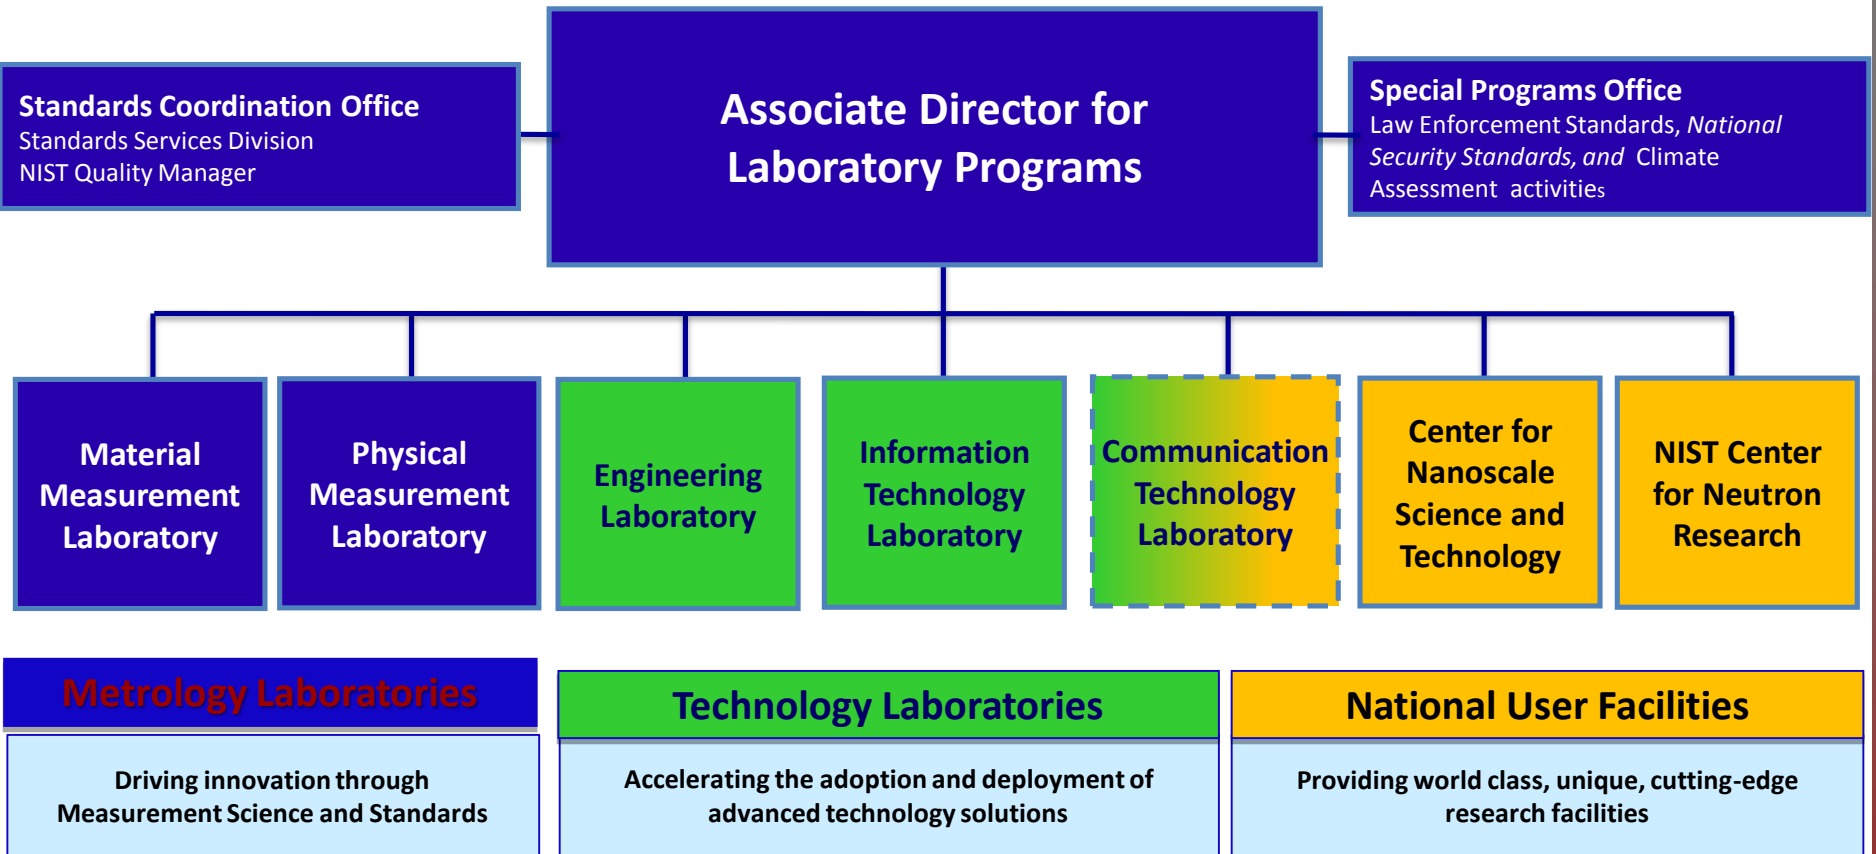 Associate Director for
Laboratory Programs
Standards Coordination Office
Standards Services Division
NIST Quality Manager
Special Programs Office
Law Enforcement Standards, National
Security Standards, and Climate
Assessment activities
Material
Measurement
Laboratory
Physical
Measurement
Laboratory
Engineering
Laboratory
Information
Technology
Laboratory
Communication
Technology
Laboratory
Center for
Nanoscale
Science and
Technology
NIST Center
for Neutron
Research
Metrology Laboratories
Driving innovation through
Measurement Science and Standards
Technology Laboratories
Accelerating the adoption and deployment of
advanced technology solutions
National User Facilities
Providing world class, unique, cutting-edge
research facilities